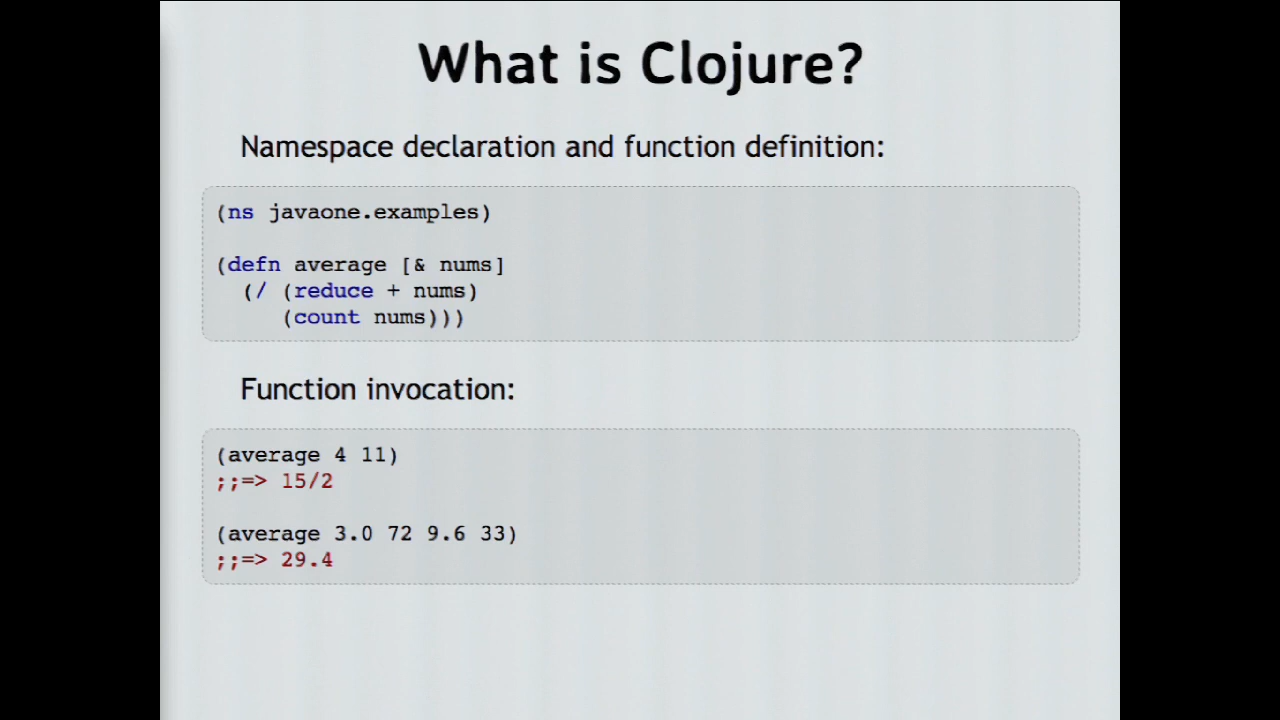 What is Clojure?
Namespace declaration and function definition:
(ns javaone.examples)
(defn average [& nums]
(/ (reduce + nums)
(count nums)))
Function invocation:
(average 4 11)
;;=> 15/2
(average 3.0 72 9.6 33)
;;=> 29.4